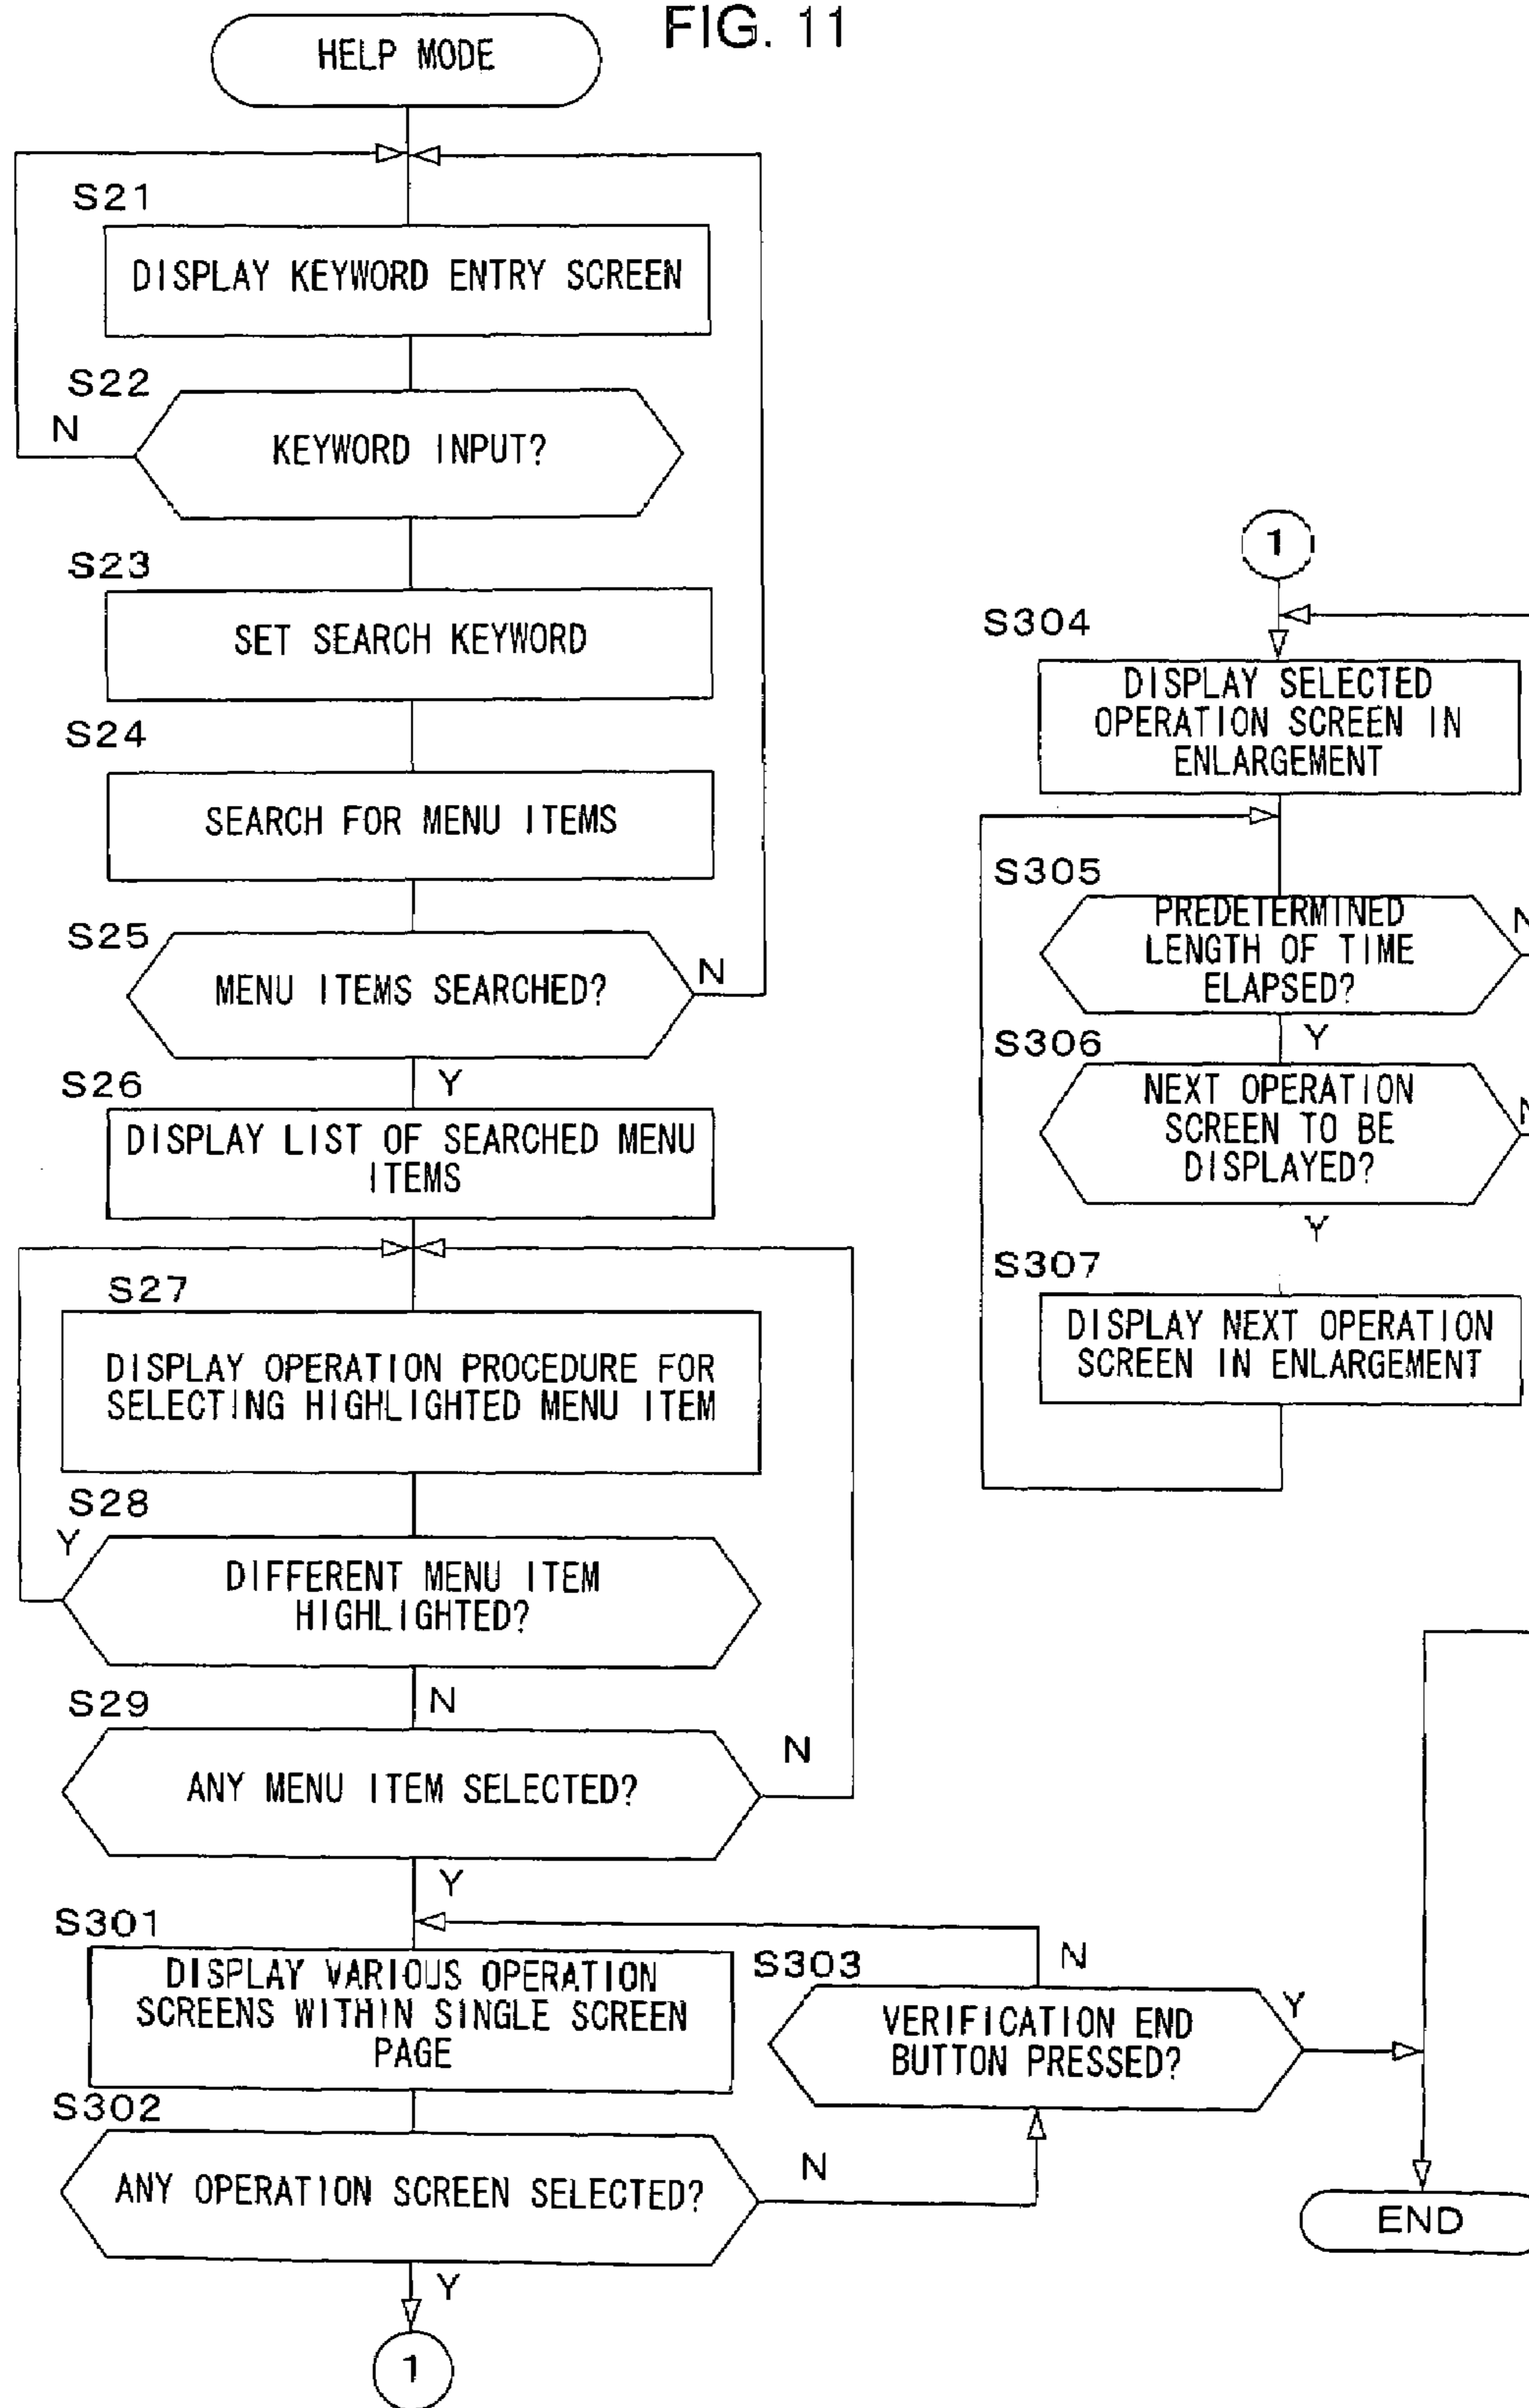 FIG. 11
HELP MODE
S21
DISPLAY KEYWORD ENTRY SCREEN
S22
N
KEYWORD INPUT?
S23
SET SEARCH KEYWORD
S24
SEARCH FOR MENU ITEMS
S25
MENU ITEMS SEARCHED?
N
Y
S26
DISPLAY LIST OF SEARCHED MENU
ITEMS
S27
DISPLAY OPERATION PROCEDURE FOR
SELECTING HIGHLIGHTED MENU ITEM
S28
Y
DIFFERENT MENU ITEM
HIGHLIGHTED?
N
S29
ANY MENU ITEM SELECTED?
N
Y
S301
DISPLAY VARIOUS OPERATION
SCREENS WITHIN SINGLE SCREEN
PAGE
S302
ANY OPERATION SCREEN SELECTED?
N
Y
1
S303
N
VERIFICATION END
BUTTON PRESSED?
Y
1
S304
DISPLAY SELECTED
OPERATION SCREEN IN
ENLARGEMENT
S305
PREDETERMINED
LENGTH OF TIME
ELAPSED?
N
Y
S306
NEXT OPERATION
SCREEN TO BE
DISPLAYED?
N
Y
S307
DISPLAY NEXT OPERATION
SCREEN IN ENLARGEMENT
END